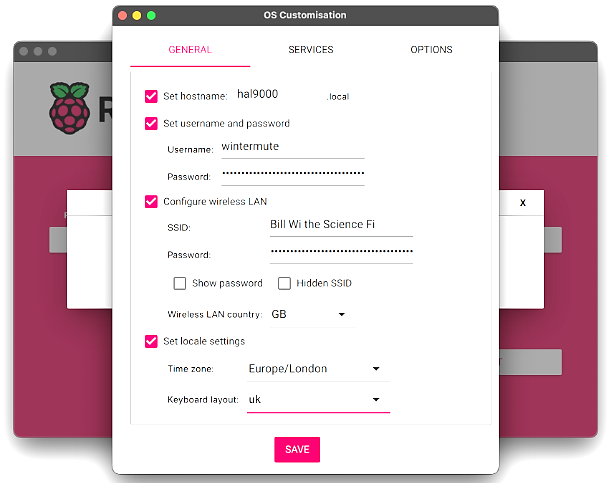 OS Customisation
GENERAL SERVICES OPTIONS
Set hostname: hal9000 .local
Set username and password
Username: wintermute
Password: ••••••••••••••••••••••••••••••••••••
Configure wireless LAN
SSID: Bill Wi the Science Fi
Password: ••••••••••••••••••••••••••••••••••••
Show password Hidden SSID
Wireless LAN country: GB
Set locale settings
Time zone: Europe/London
Keyboard layout: uk
SAVE
X